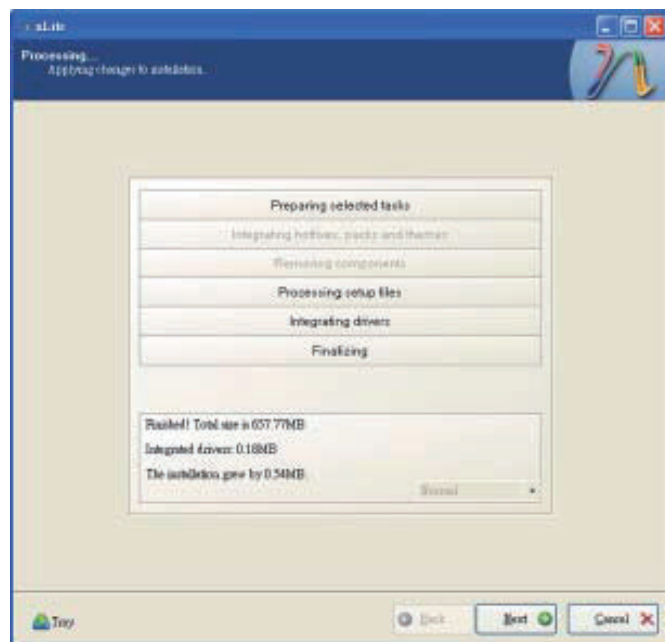 nLite
Processing...
Applying changes to installation.
Preparing selected tasks
Integrating hotfixes, packs and themes
Removing components
Processing setup files
Integrating drivers
Finalizing
Finished! Total size is 657.77MB
Integrated drivers: 0.18MB
The installation grew by 0.54MB
Normal
Tray
Back
Next
Cancel